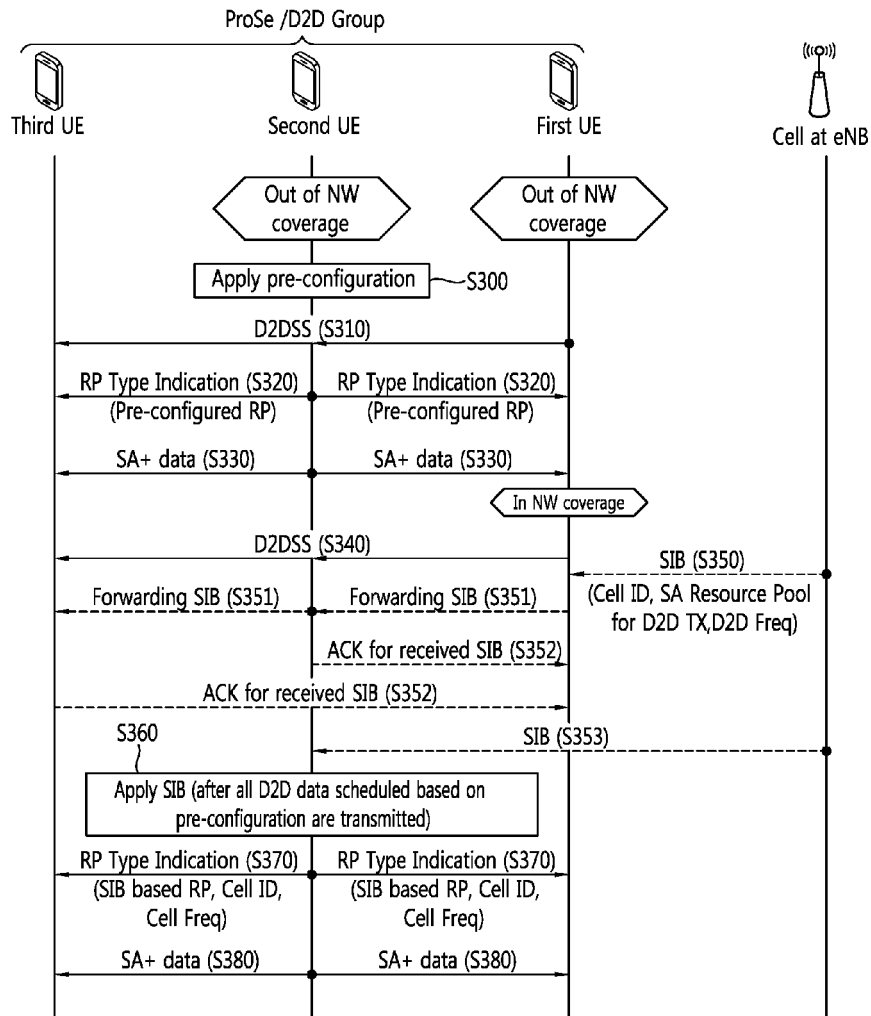 ProSe /D2D Group
Third UE
Second UE
First UE
Cell at eNB
Out of NW
coverage
Out of NW
coverage
Apply pre-configuration
S300
D2DSS (S310)
RP Type Indication (S320)
(Pre-configured RP)
RP Type Indication (S320)
(Pre-configured RP)
SA+ data (S330)
SA+ data (S330)
In NW coverage
D2DSS (S340)
SIB (S350)
(Cell ID, SA Resource Pool
for D2D TX,D2D Freq)
Forwarding SIB (S351)
Forwarding SIB (S351)
ACK for received SIB (S352)
ACK for received SIB (S352)
SIB (S353)
S360
Apply SIB (after all D2D data scheduled based on
pre-configuration are transmitted)
RP Type Indication (S370)
(SIB based RP, Cell ID,
Cell Freq)
RP Type Indication (S370)
(SIB based RP, Cell ID,
Cell Freq)
SA+ data (S380)
SA+ data (S380)